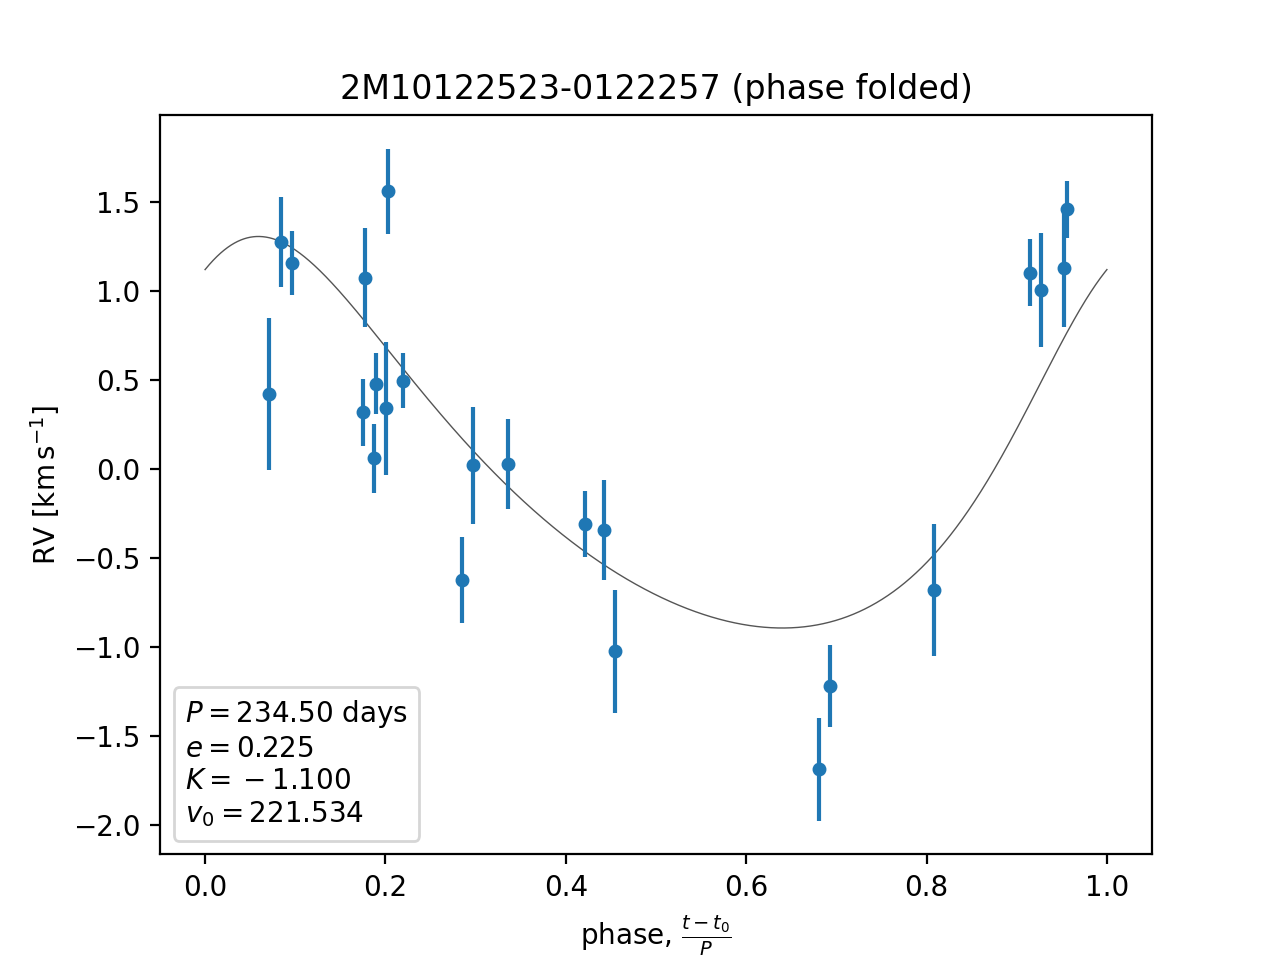 2M10122523-0122257 (phase folded)
RV [km s⁻¹]
1.5
1.0
0.5
0.0
−0.5
−1.0
−1.5
−2.0
P = 234.50 days
e = 0.225
K = −1.100
v₀ = 221.534
0.0 0.2 0.4 0.6 0.8 1.0
phase, (t − t₀)/P